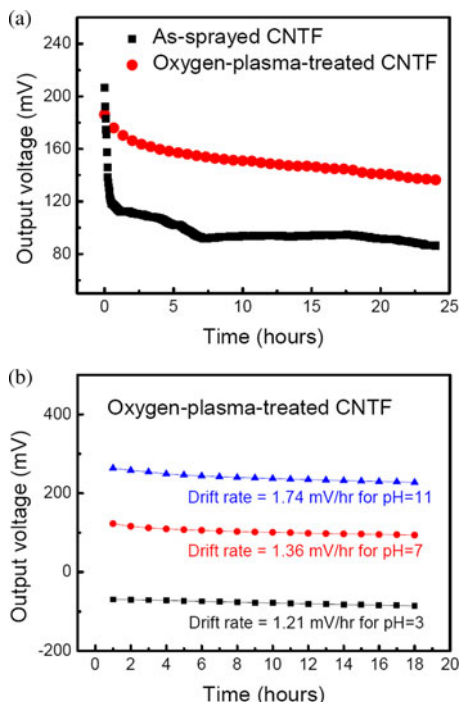 (a)
As-sprayed CNTF
Oxygen-plasma-treated CNTF
Output voltage (mV)
240
200
160
120
80
0 5 10 15 20 25
Time (hours)
(b)
Oxygen-plasma-treated CNTF
Output voltage (mV)
400
200
0
-200
Drift rate = 1.74 mV/hr for pH=11
Drift rate = 1.36 mV/hr for pH=7
Drift rate = 1.21 mV/hr for pH=3
0 2 4 6 8 10 12 14 16 18 20
Time (hours)